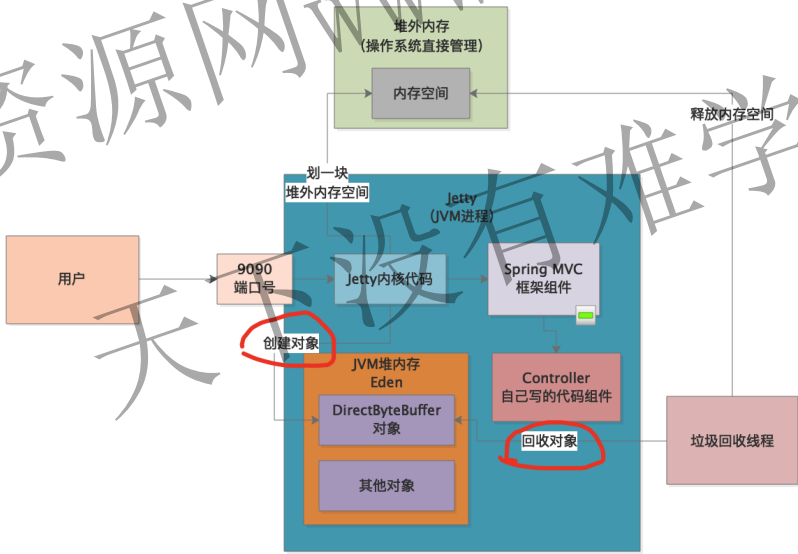 堆外内存
（操作系统直接管理）
内存空间
释放内存空间
划一块
堆外内存空间
Jetty
（JVM进程）
用户
9090
端口号
Jetty内核代码
Spring MVC
框架组件
创建对象
JVM堆内存
Eden
DirectByteBuffer
对象
其他对象
Controller
自己写的代码组件
回收对象
垃圾回收线程
资源网www.
天下没有难学